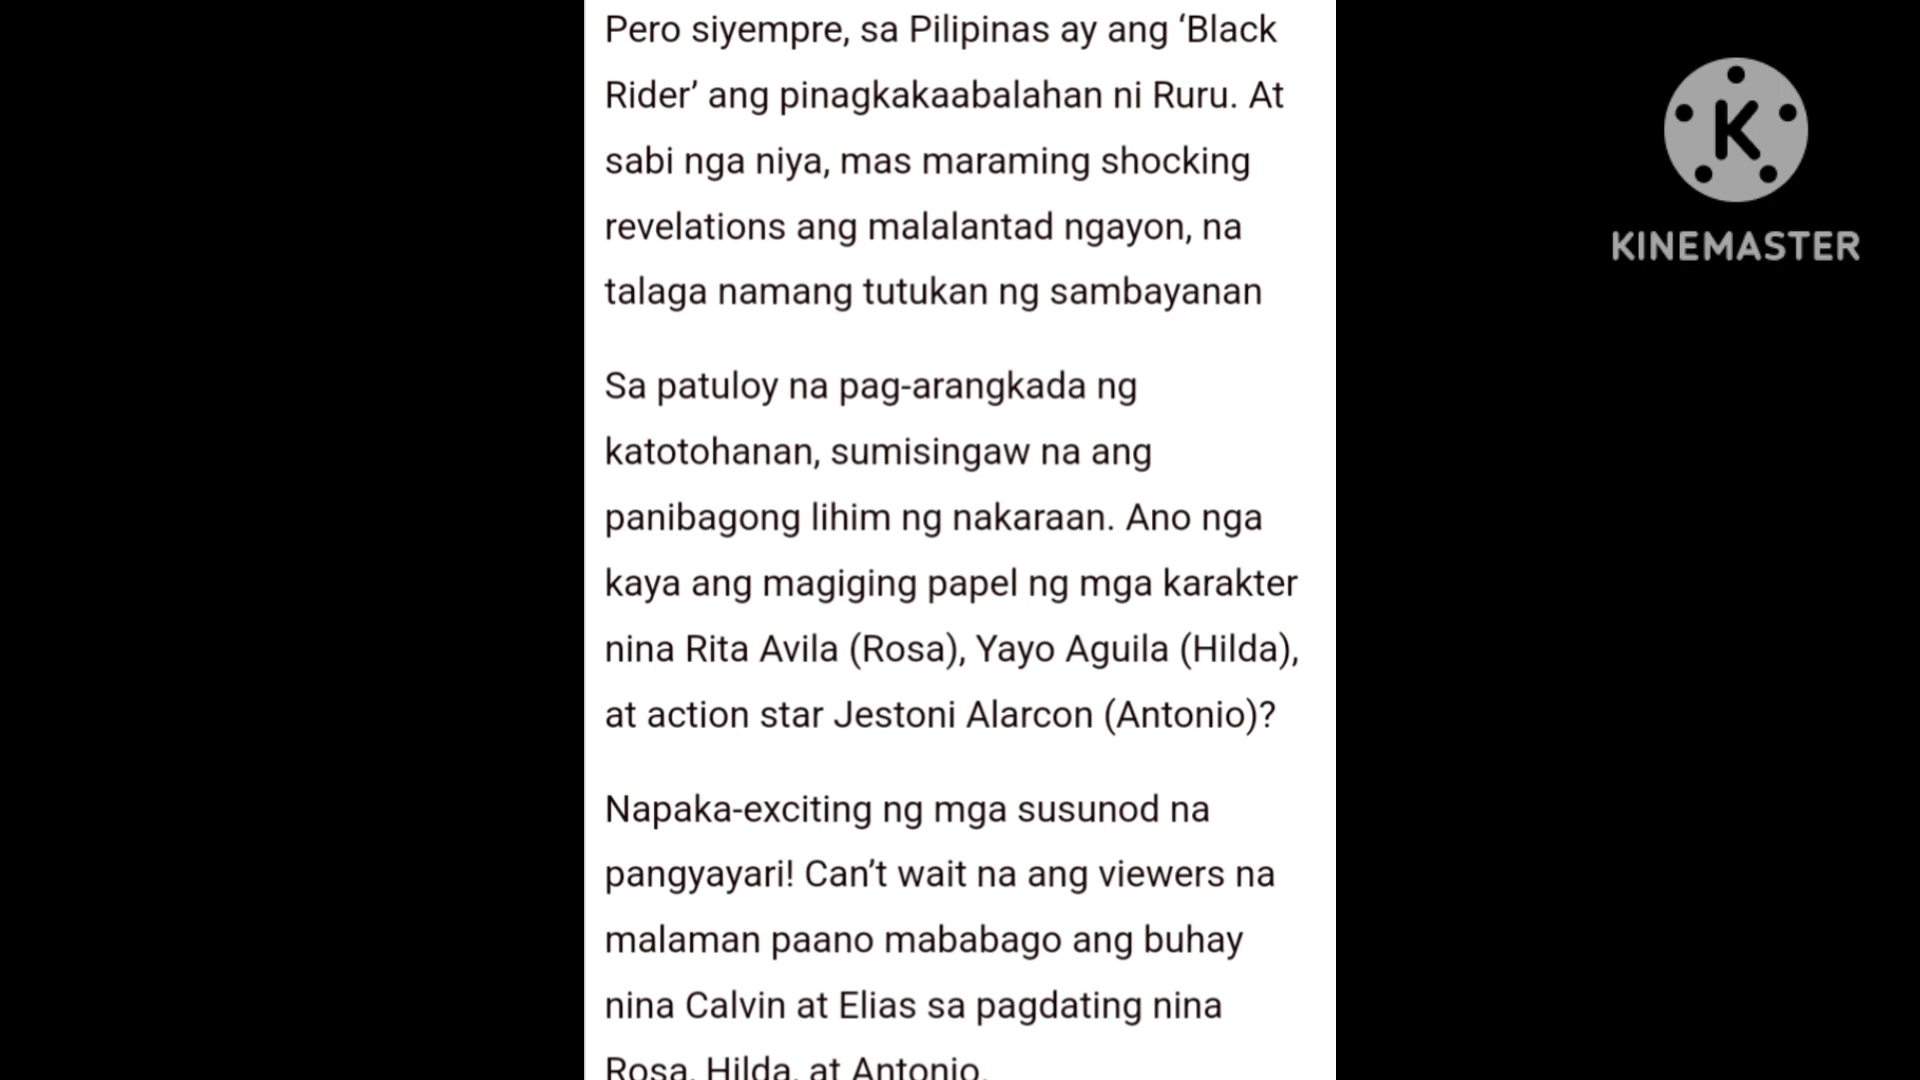 Pero siyempre, sa Pilipinas ay ang ‘Black
Rider’ ang pinagkakaabalahan ni Ruru. At
sabi nga niya, mas maraming shocking
revelations ang malalantad ngayon, na
talaga namang tutukan ng sambayanan
Sa patuloy na pag-arangkada ng
katotohanan, sumisingaw na ang
panibagong lihim ng nakaraan. Ano nga
kaya ang magiging papel ng mga karakter
nina Rita Avila (Rosa), Yayo Aguila (Hilda),
at action star Jestoni Alarcon (Antonio)?
Napaka-exciting ng mga susunod na
pangyayari! Can’t wait na ang viewers na
malaman paano mababago ang buhay
nina Calvin at Elias sa pagdating nina
Rosa, Hilda, at Antonio.
K
KINEMASTER